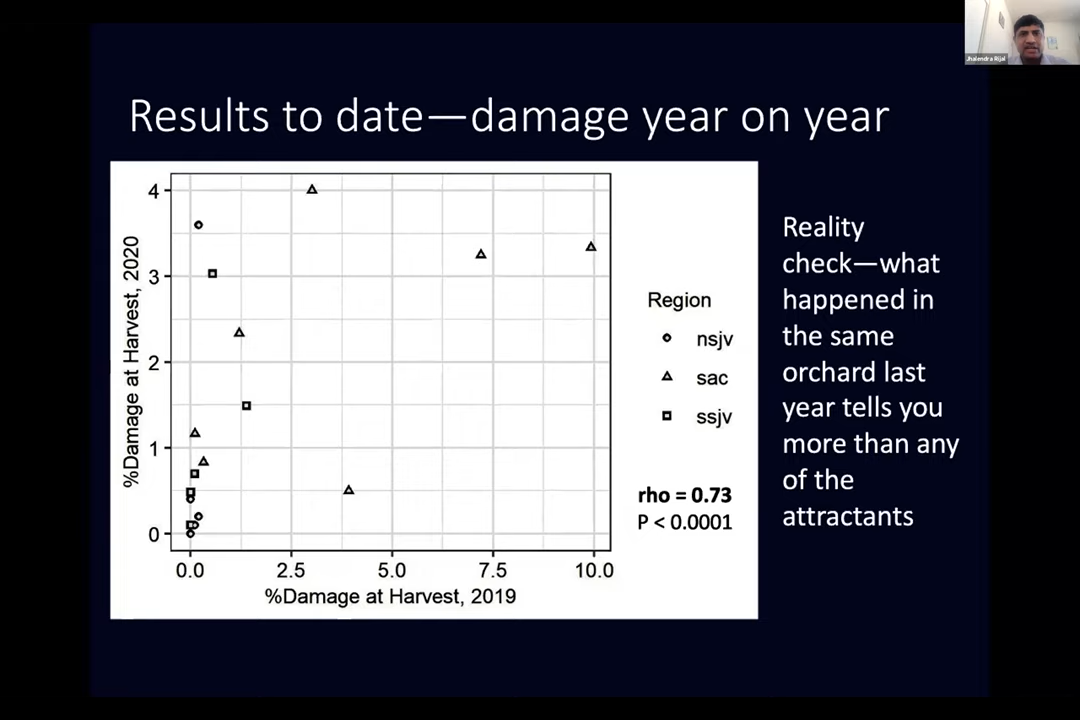 Jhalendra Rijal
Results to date—damage year on year
%Damage at Harvest, 2020
4
3
2
1
0
0.0 2.5 5.0 7.5 10.0
%Damage at Harvest, 2019
Region
nsjv
sac
ssjv
rho = 0.73
P < 0.0001
Reality
check—what
happened in
the same
orchard last
year tells you
more than any
of the
attractants